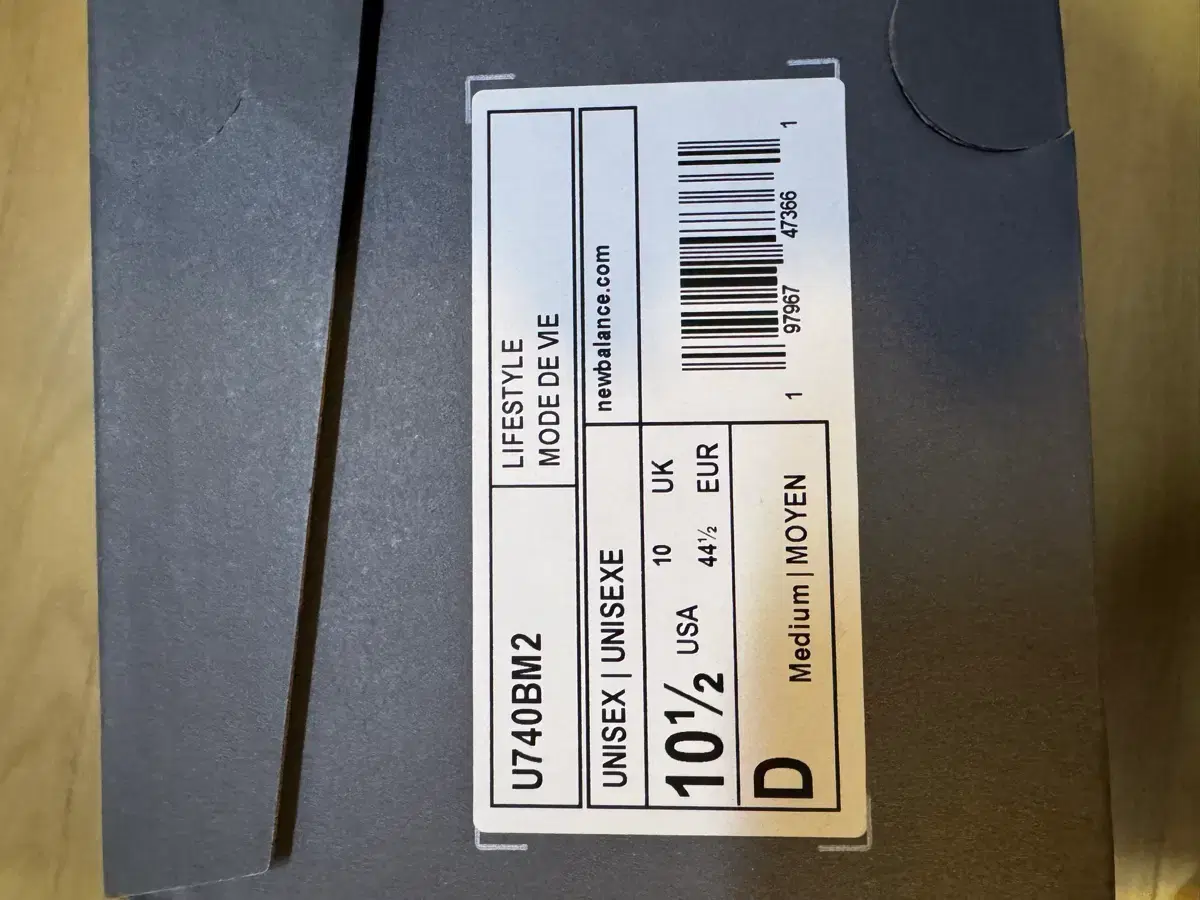 U740BM2
LIFESTYLE
MODE DE VIE
UNISEX | UNISEXE
newbalance.com
10½ USA
10 UK
44½ EUR
D
Medium | MOYEN
1 97967 47366 1